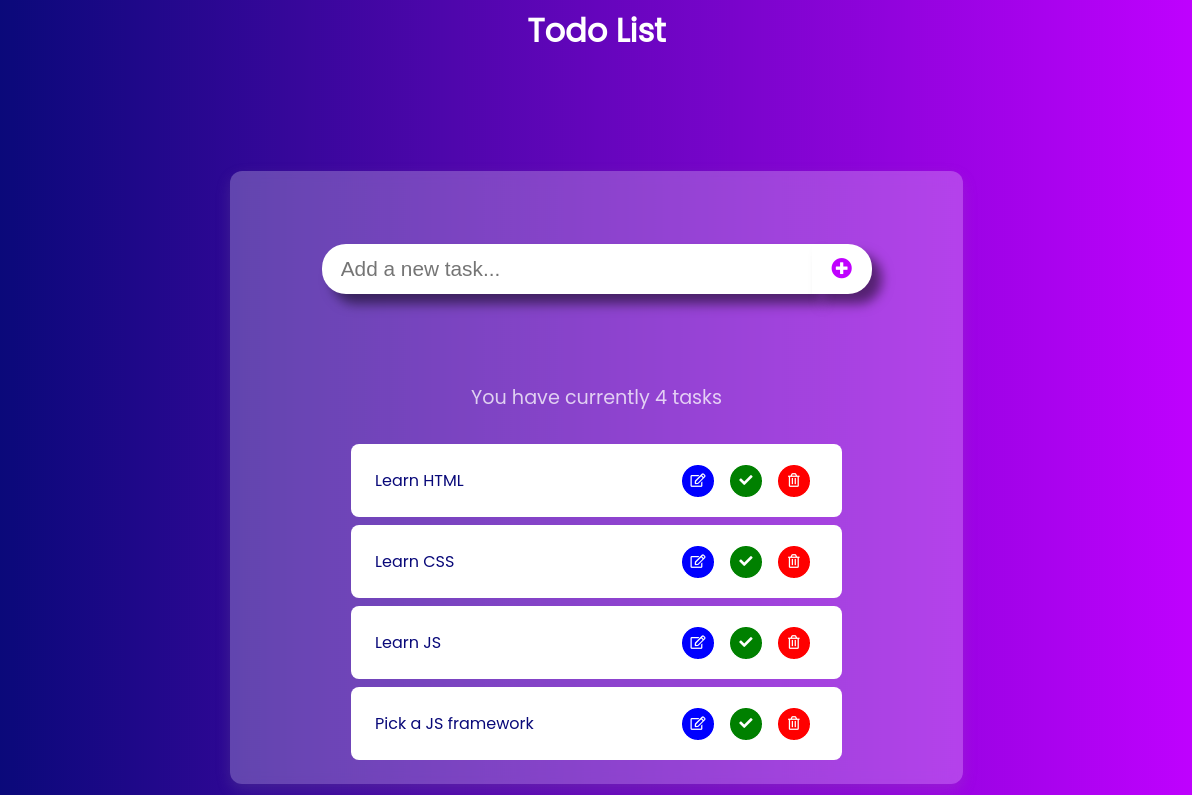 Todo List
Add a new task...
You have currently 4 tasks
Learn HTML
Learn CSS
Learn JS
Pick a JS framework